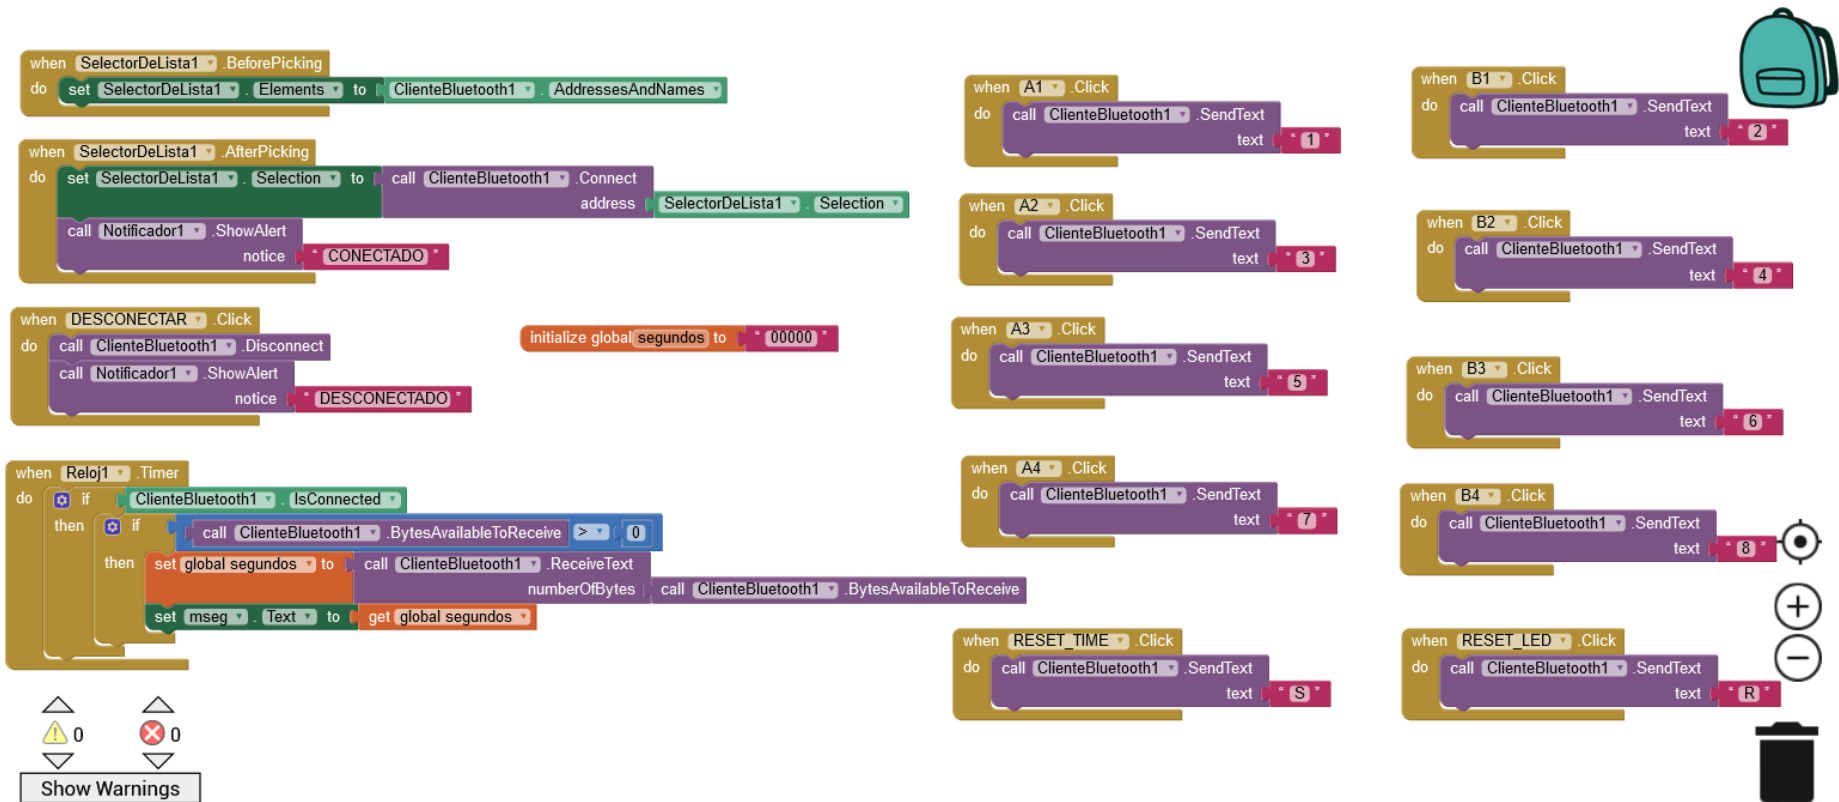 when SelectorDeLista1 .BeforePicking
do set SelectorDeLista1 . Elements to ClienteBluetooth1 . AddressesAndNames
when SelectorDeLista1 .AfterPicking
do set SelectorDeLista1 . Selection to call ClienteBluetooth1 .Connect
address SelectorDeLista1 . Selection
call Notificador1 .ShowAlert
notice “ CONECTADO ”
when DESCONECTAR .Click
do call ClienteBluetooth1 .Disconnect
call Notificador1 .ShowAlert
notice “ DESCONECTADO ”
initialize global segundos to “ 00000 ”
when Reloj1 .Timer
do if ClienteBluetooth1 . IsConnected
then if call ClienteBluetooth1 .BytesAvailableToReceive > 0
then set global segundos to call ClienteBluetooth1 .ReceiveText
numberOfBytes call ClienteBluetooth1 .BytesAvailableToReceive
set mseg . Text to get global segundos
when A1 .Click
do call ClienteBluetooth1 .SendText
text “ 1 ”
when A2 .Click
do call ClienteBluetooth1 .SendText
text “ 3 ”
when A3 .Click
do call ClienteBluetooth1 .SendText
text “ 5 ”
when A4 .Click
do call ClienteBluetooth1 .SendText
text “ 7 ”
when RESET_TIME .Click
do call ClienteBluetooth1 .SendText
text “ S ”
when B1 .Click
do call ClienteBluetooth1 .SendText
text “ 2 ”
when B2 .Click
do call ClienteBluetooth1 .SendText
text “ 4 ”
when B3 .Click
do call ClienteBluetooth1 .SendText
text “ 6 ”
when B4 .Click
do call ClienteBluetooth1 .SendText
text “ 8 ”
when RESET_LED .Click
do call ClienteBluetooth1 .SendText
text “ R ”
0 0
Show Warnings